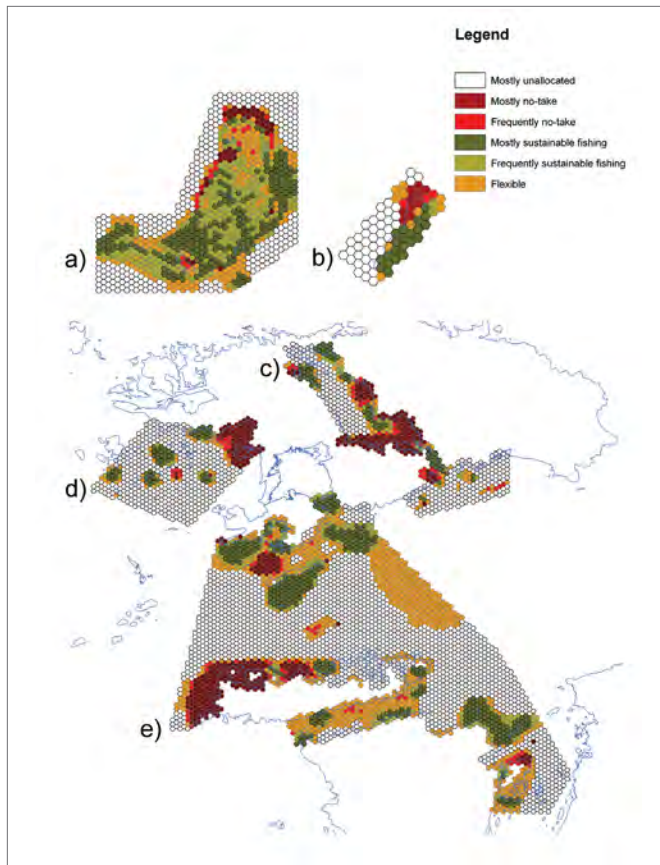 Legend
Mostly unallocated
Mostly no-take
Frequently no-take
Mostly sustainable fishing
Frequently sustainable fishing
Flexible
a)
b)
c)
d)
e)